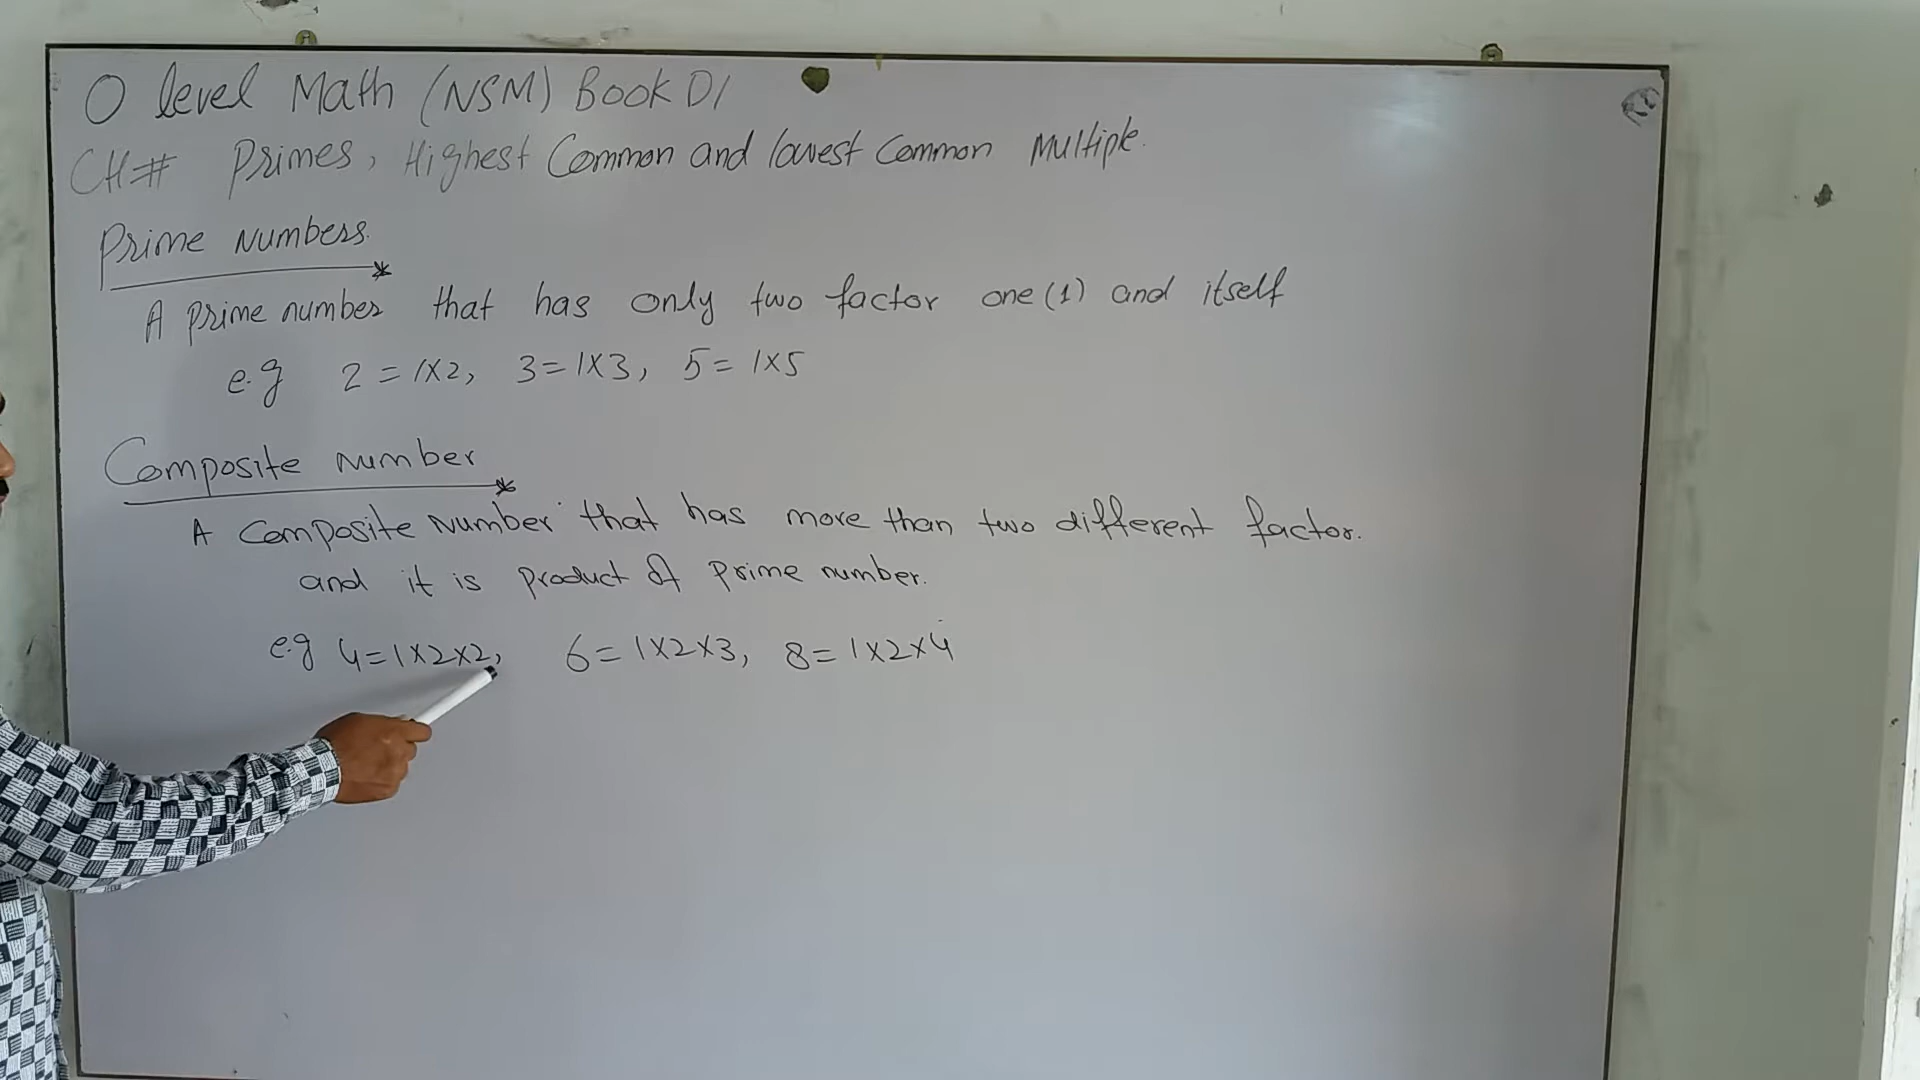 O level Math (NSM) Book D1
CH# Primes, Highest Common and lowest Common Multiple.
Prime Numbers.
A prime number that has only two factor one (1) and itself
e.g 2 = 1x2, 3 = 1x3, 5 = 1x5
Composite number
A Composite number that has more than two different factor.
and it is product of prime number.
e.g 4 = 1x2x2, 6 = 1x2x3, 8 = 1x2x4